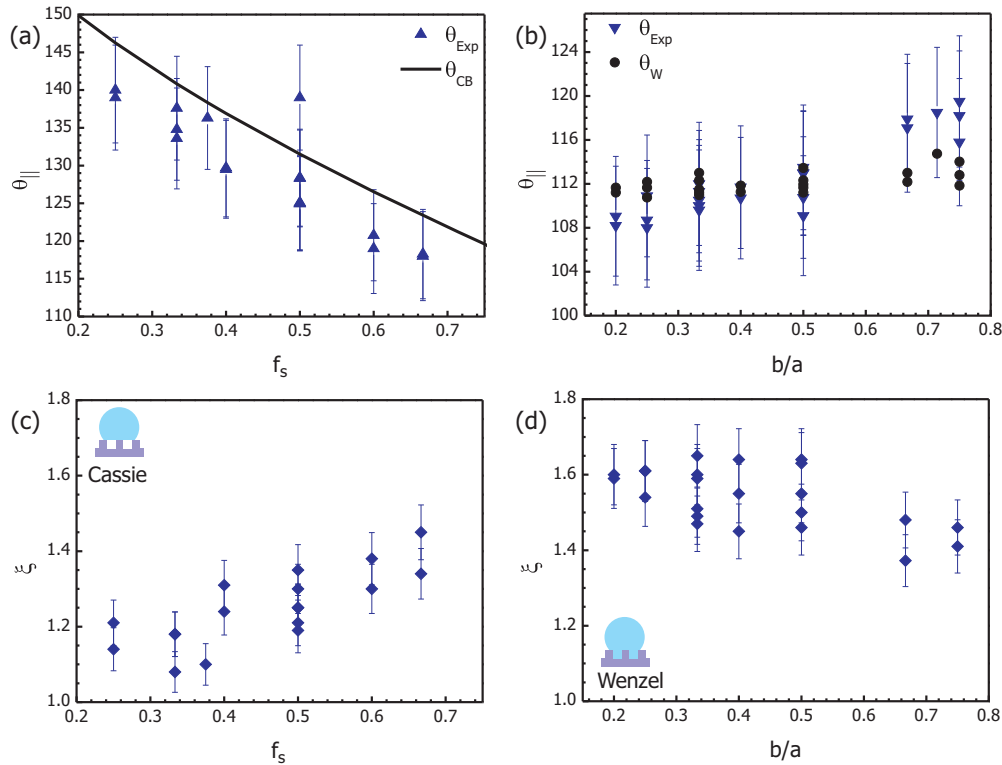 (a)
150
145
140
135
130
125
120
115
110
θ||
θExp
θCB
0.2 0.3 0.4 0.5 0.6 0.7
fs
(b)
124
120
116
112
108
104
100
θ||
θExp
θW
0.2 0.3 0.4 0.5 0.6 0.7 0.8
b/a
(c)
1.8
1.6
1.4
1.2
1.0
ξ
Cassie
0.2 0.3 0.4 0.5 0.6 0.7
fs
(d)
1.8
1.6
1.4
1.2
1.0
ξ
Wenzel
0.2 0.3 0.4 0.5 0.6 0.7 0.8
b/a